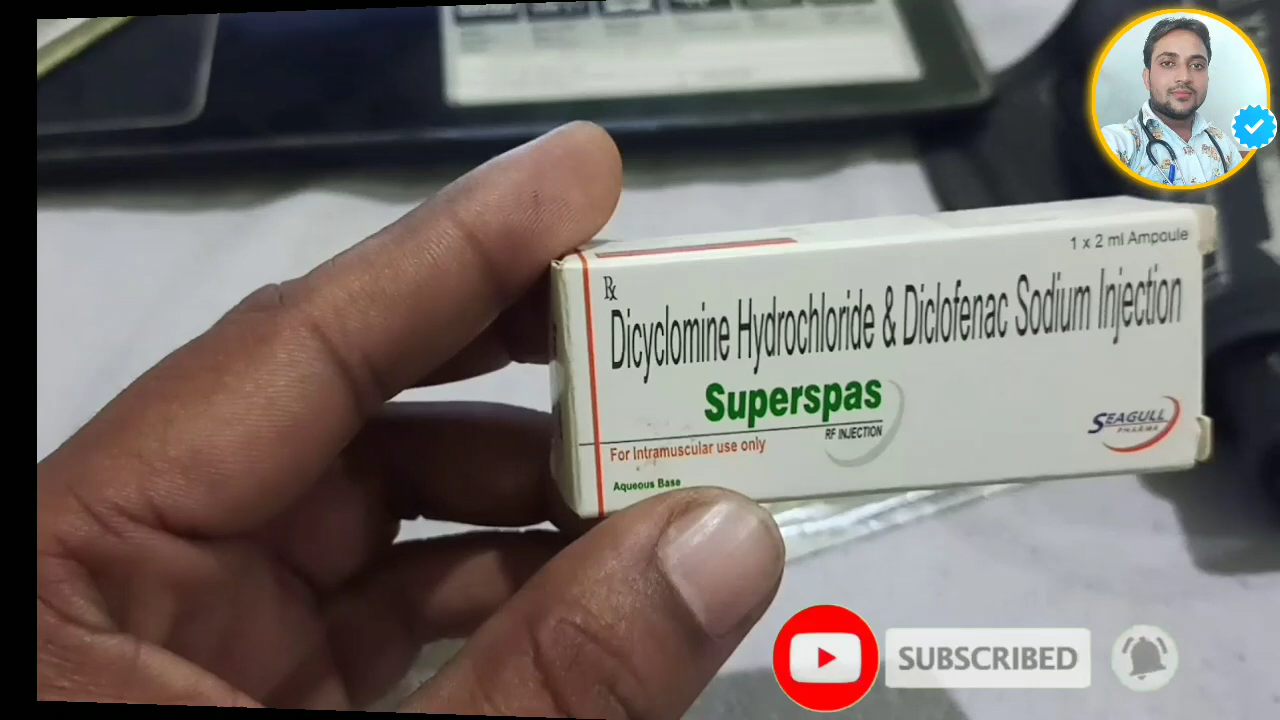 1 x 2 ml Ampoule
Rx
Dicyclomine Hydrochloride & Diclofenac Sodium Injection
Superspas
RF INJECTION
For Intramuscular use only
Aqueous Base
SEAGULL
PHARMA
SUBSCRIBED